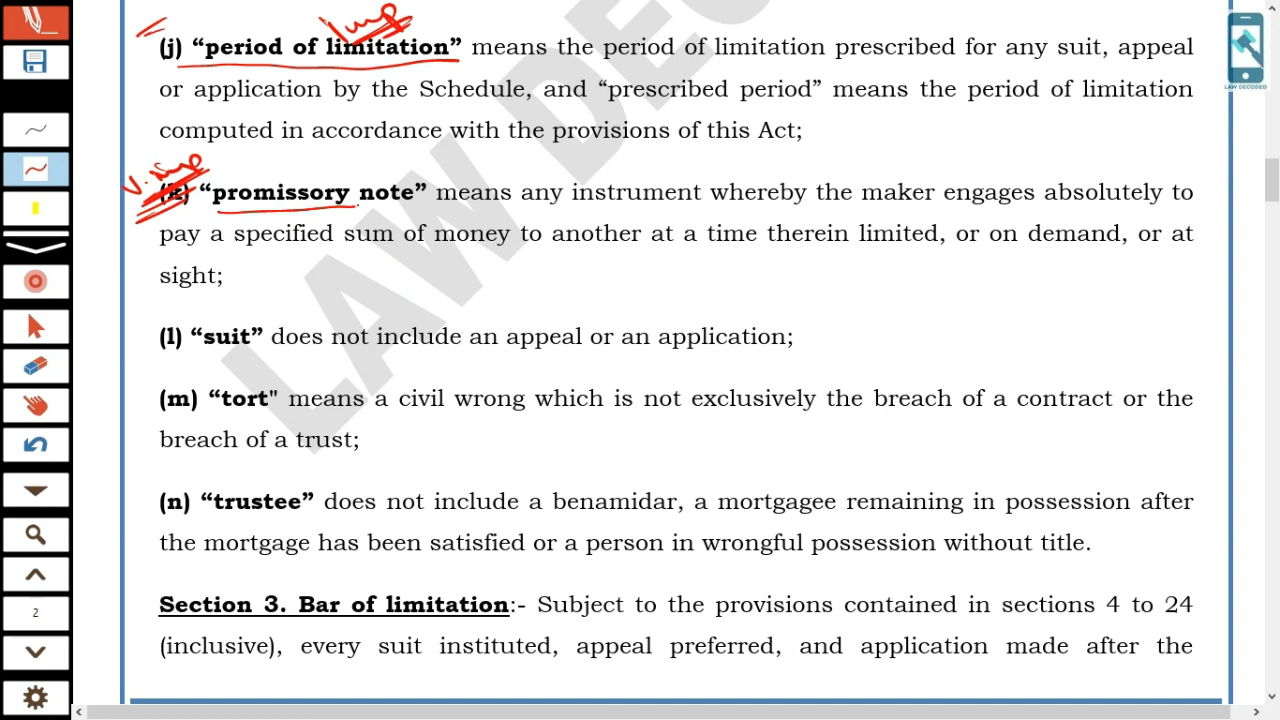 Imp
(j) “period of limitation” means the period of limitation prescribed for any suit, appeal
or application by the Schedule, and “prescribed period” means the period of limitation
computed in accordance with the provisions of this Act;
V. Imp
(k) “promissory note” means any instrument whereby the maker engages absolutely to
pay a specified sum of money to another at a time therein limited, or on demand, or at
sight;
(l) “suit” does not include an appeal or an application;
(m) “tort" means a civil wrong which is not exclusively the breach of a contract or the
breach of a trust;
(n) “trustee” does not include a benamidar, a mortgagee remaining in possession after
the mortgage has been satisfied or a person in wrongful possession without title.
Section 3. Bar of limitation:- Subject to the provisions contained in sections 4 to 24
(inclusive), every suit instituted, appeal preferred, and application made after the
LAW DEC
LAW DECODED
2